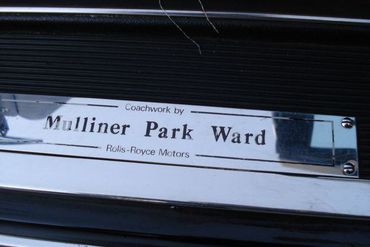 Coachwork by
Mulliner Park Ward
Rolls-Royce Motors